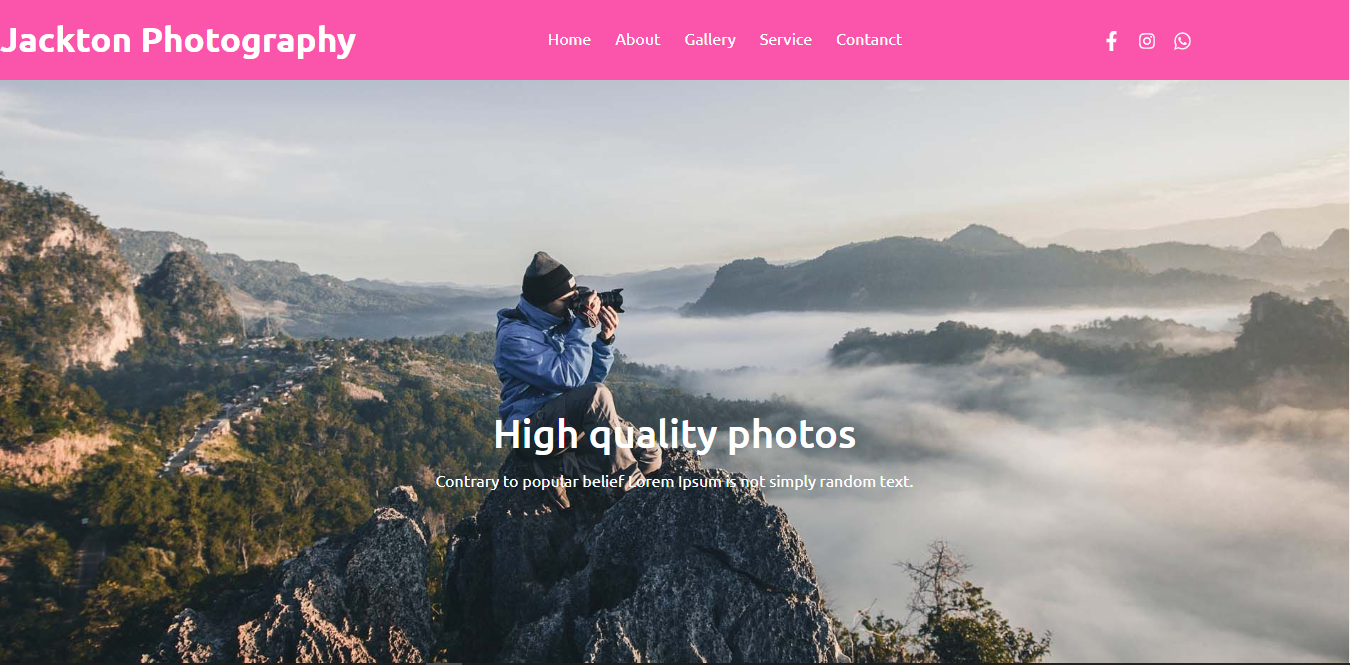 Jackton Photography
Home About Gallery Service Contanct
High quality photos
Contrary to popular belief Lorem Ipsum is not simply random text.